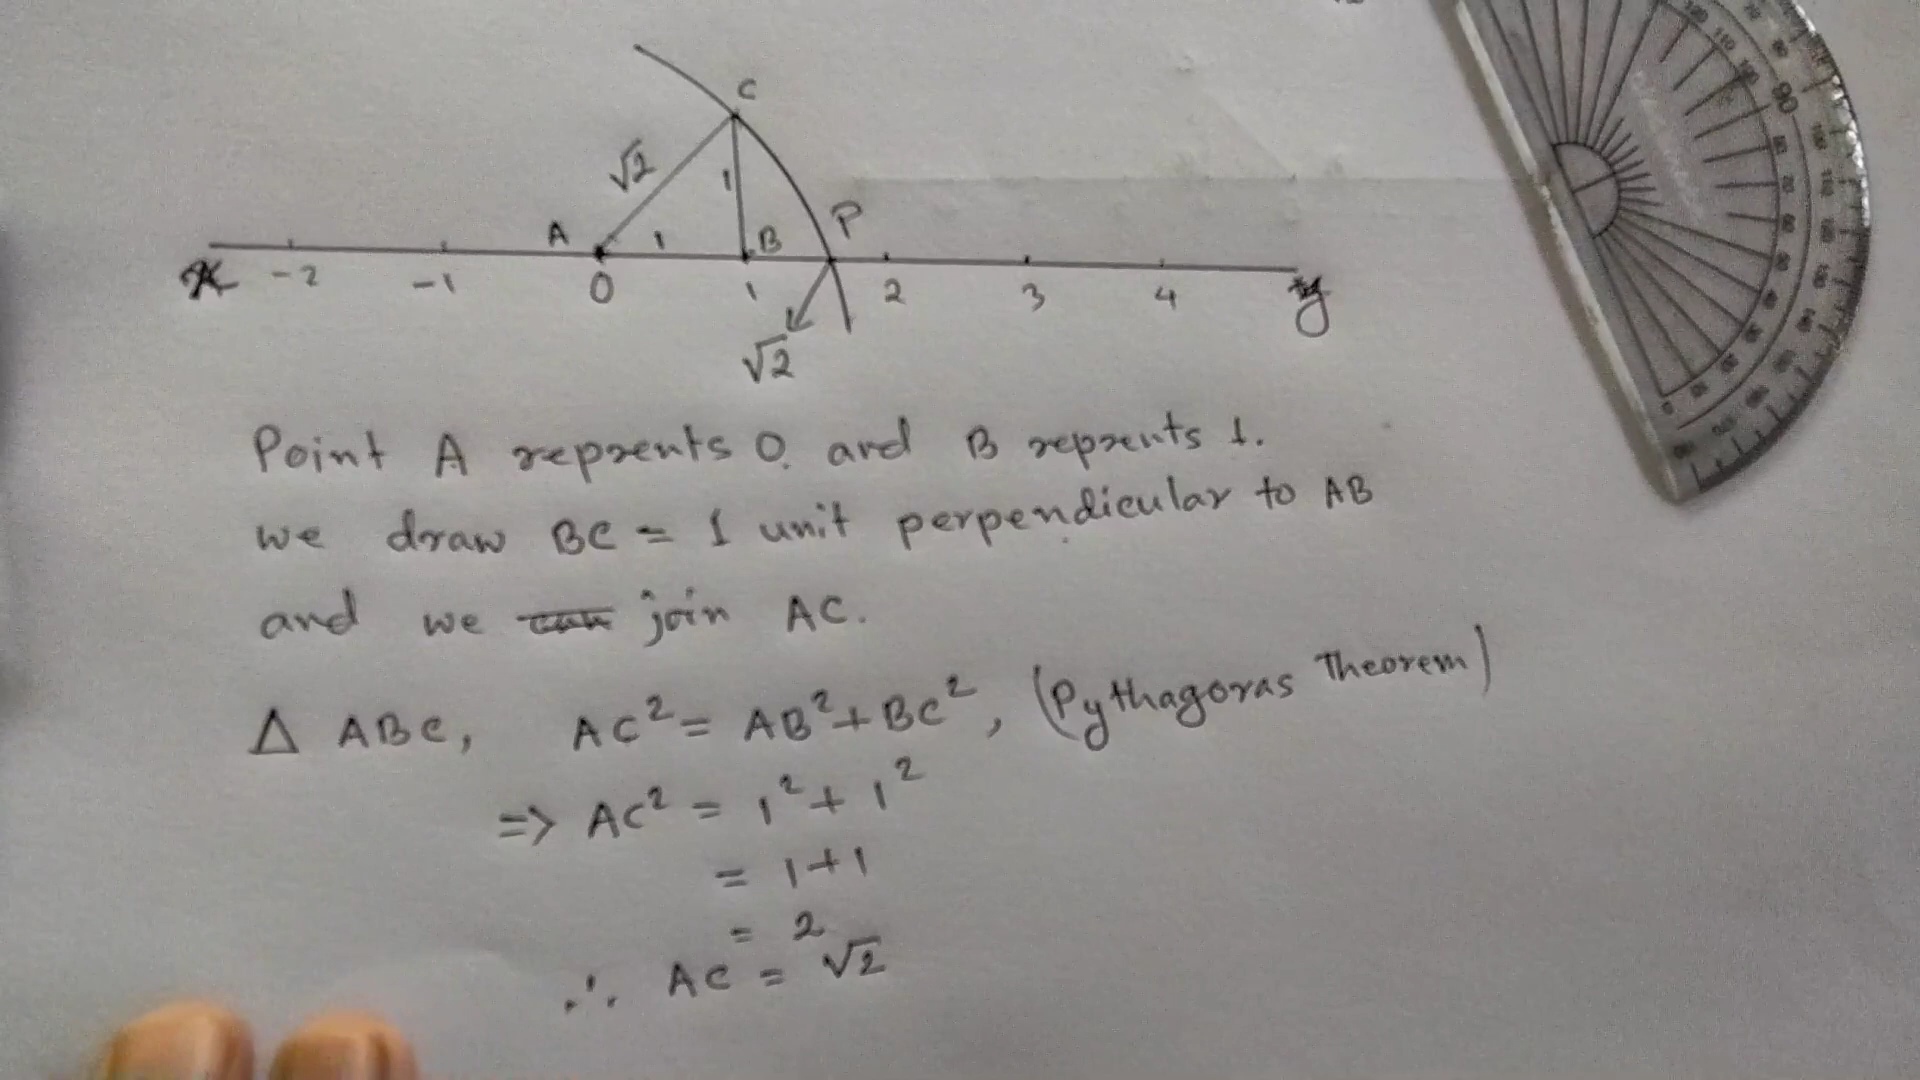 C
√2
1
A
1
B
P
x
-2
-1
0
1
2
3
4
y
√2
Point A reprents 0. and B reprents 1.
we draw BC = 1 unit perpendicular to AB
and we join AC.
Δ ABC, AC² = AB² + BC², (Pythagoras Theorem)
=> AC² = 1² + 1²
= 1+1
= 2
∴ AC = √2
90